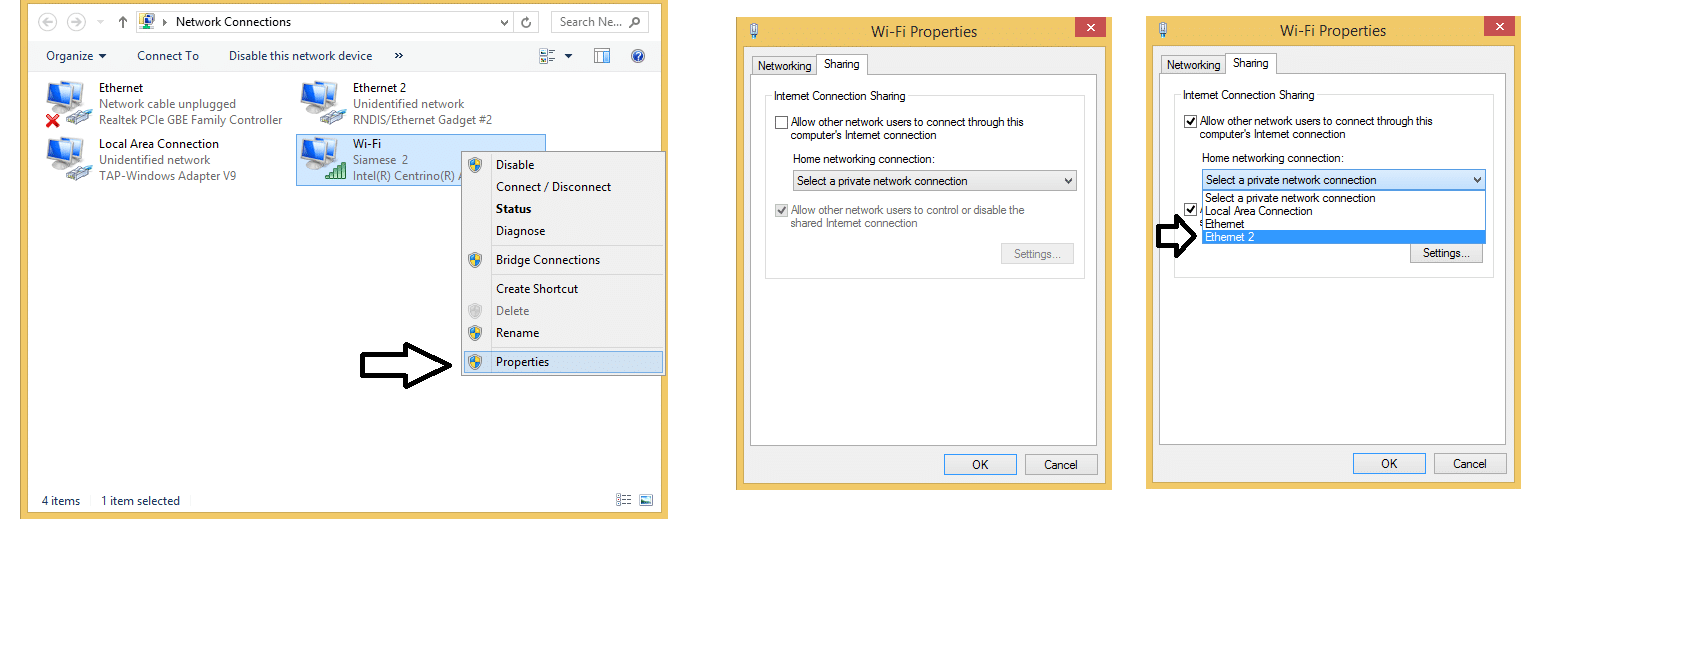 Network Connections
Search Ne...
Organize
Connect To
Disable this network device
»
Ethernet
Network cable unplugged
Realtek PCIe GBE Family Controller
Ethernet 2
Unidentified network
RNDIS/Ethernet Gadget #2
Local Area Connection
Unidentified network
TAP-Windows Adapter V9
Wi-Fi
Siamese 2
Intel(R) Centrino(R)
Disable
Connect / Disconnect
Status
Diagnose
Bridge Connections
Create Shortcut
Delete
Rename
Properties
4 items
1 item selected
Wi-Fi Properties
Networking
Sharing
Internet Connection Sharing
Allow other network users to connect through this
computer's Internet connection
Home networking connection:
Select a private network connection
Allow other network users to control or disable the
shared Internet connection
Settings...
OK
Cancel
Wi-Fi Properties
Networking
Sharing
Internet Connection Sharing
Allow other network users to connect through this
computer's Internet connection
Home networking connection:
Select a private network connection
Select a private network connection
Local Area Connection
Ethernet
Ethernet 2
Settings...
OK
Cancel